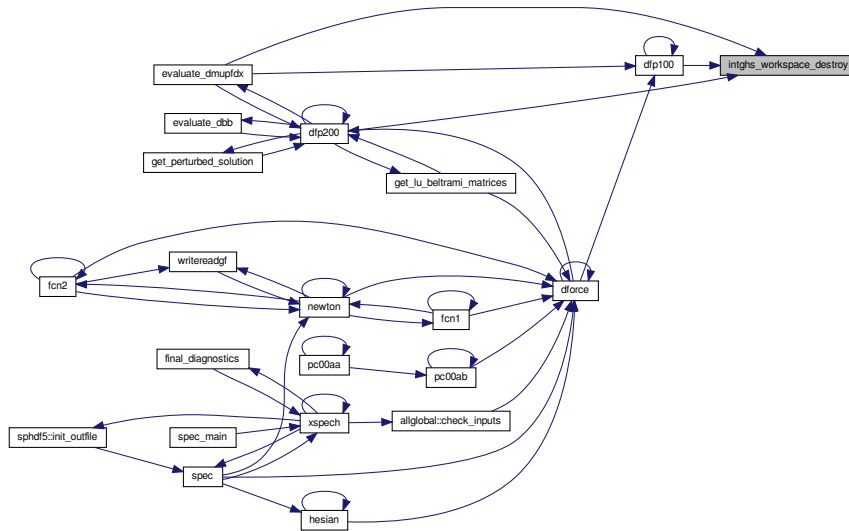 dfp100
intghs_workspace_destroy
evaluate_dmupfdx
evaluate_dbb
dfp200
get_perturbed_solution
get_lu_beltrami_matrices
writereadgf
fcn2
dforce
newton
fcn1
final_diagnostics
pc00aa
pc00ab
xspech
allglobal::check_inputs
sphdf5::init_outfile
spec_main
spec
hesian